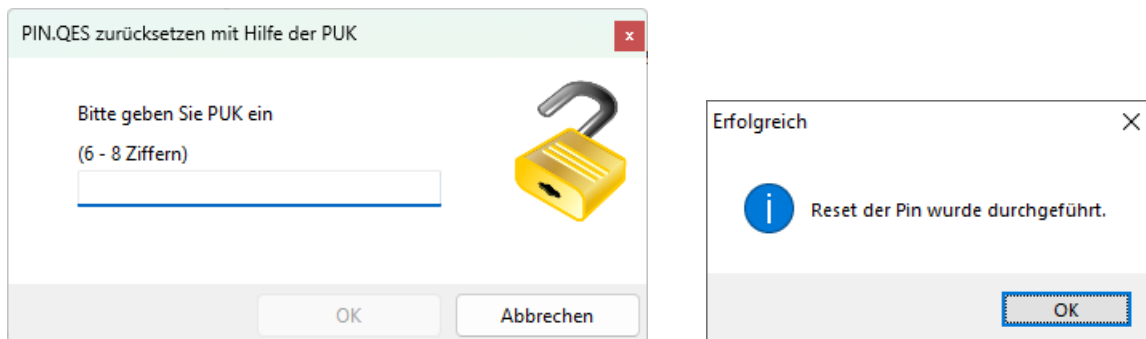 PIN.QES zurücksetzen mit Hilfe der PUK
x
Bitte geben Sie PUK ein
(6 - 8 Ziffern)
OK
Abbrechen
Erfolgreich
Reset der Pin wurde durchgeführt.
OK